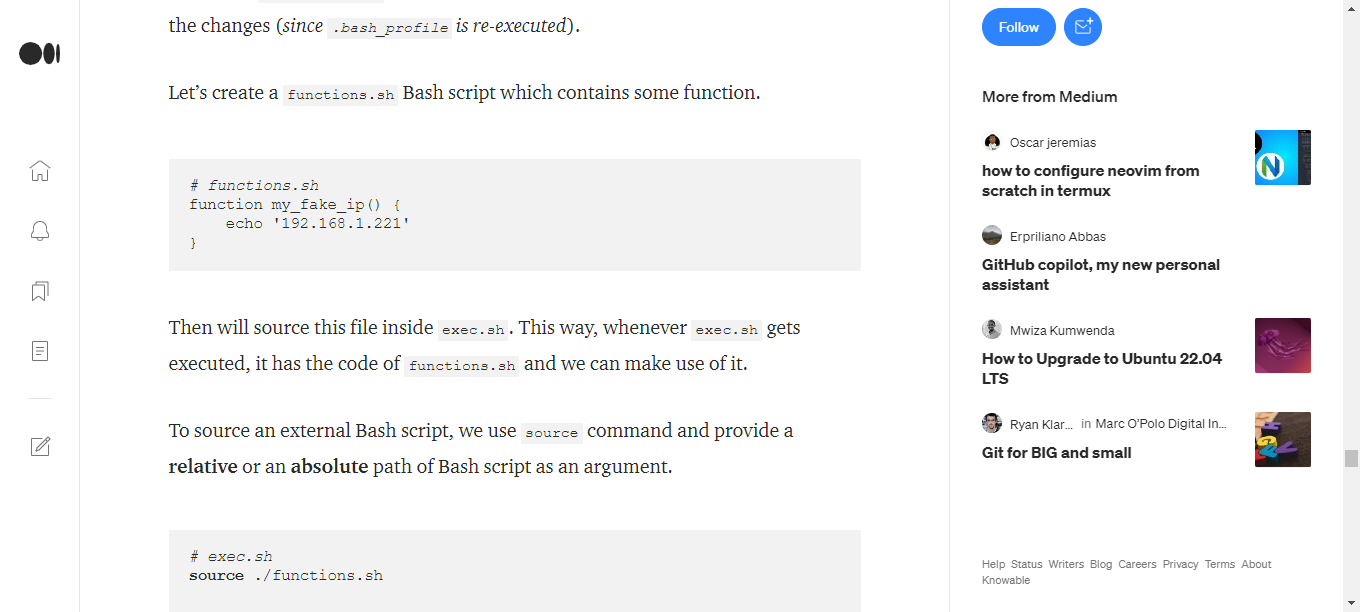 the changes (since .bash_profile is re-executed).
Let’s create a functions.sh Bash script which contains some function.
# functions.sh
function my_fake_ip() {
    echo '192.168.1.221'
}
Then will source this file inside exec.sh. This way, whenever exec.sh gets
executed, it has the code of functions.sh and we can make use of it.
To source an external Bash script, we use source command and provide a
relative or an absolute path of Bash script as an argument.
# exec.sh
source ./functions.sh
Follow
More from Medium
Oscar jeremias
how to configure neovim from
scratch in termux
Erpriliano Abbas
GitHub copilot, my new personal
assistant
Mwiza Kumwenda
How to Upgrade to Ubuntu 22.04
LTS
Ryan Klar... in Marc O’Polo Digital In...
Git for BIG and small
Help Status Writers Blog Careers Privacy Terms About
Knowable